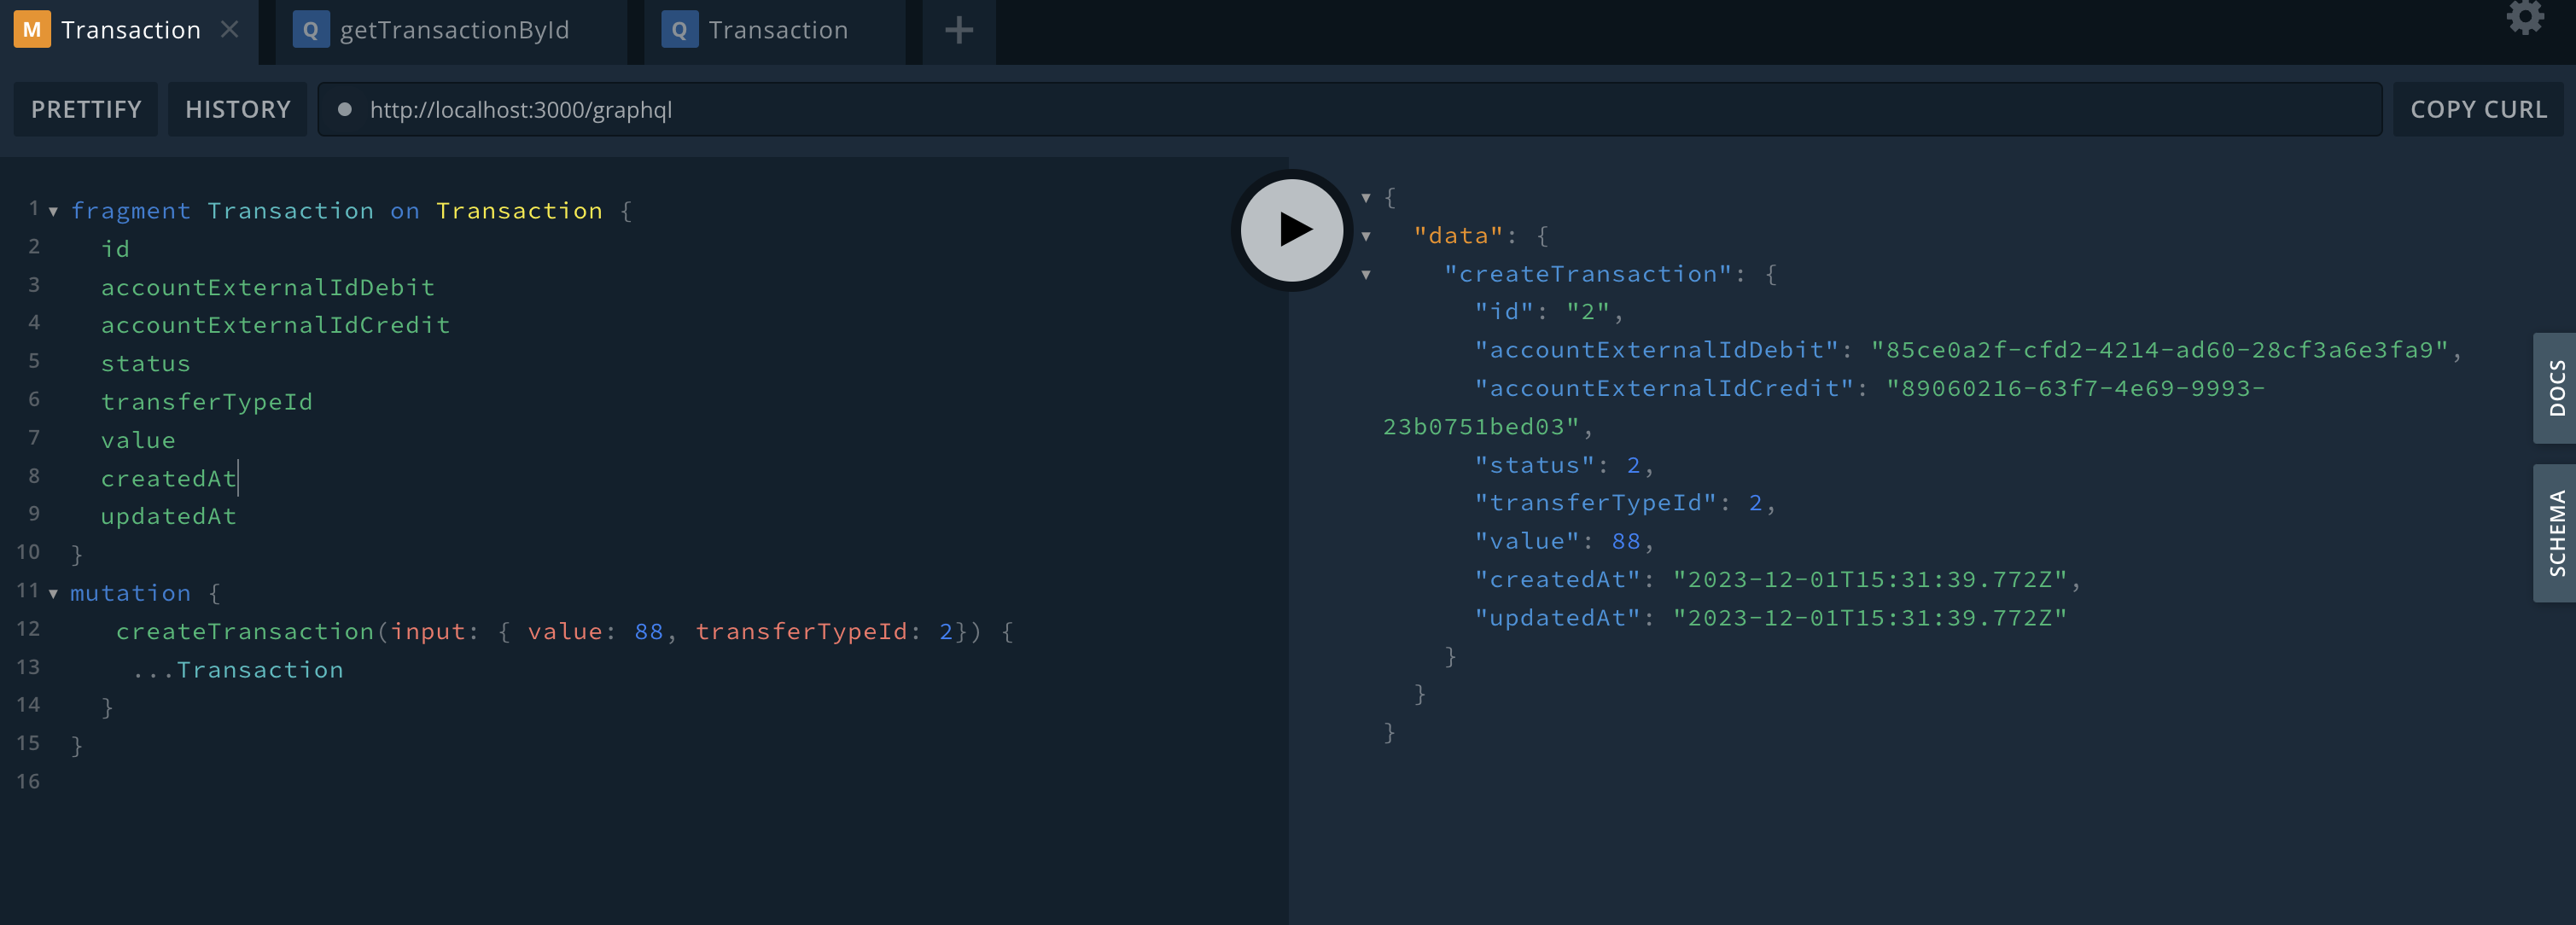 M Transaction
Q getTransactionById
Q Transaction
PRETTIFY
HISTORY
http://localhost:3000/graphql
COPY CURL
1 fragment Transaction on Transaction {
2 id
3 accountExternalIdDebit
4 accountExternalIdCredit
5 status
6 transferTypeId
7 value
8 createdAt
9 updatedAt
10 }
11 mutation {
12 createTransaction(input: { value: 88, transferTypeId: 2}) {
13 ...Transaction
14 }
15 }
16
{
"data": {
"createTransaction": {
"id": "2",
"accountExternalIdDebit": "85ce0a2f-cfd2-4214-ad60-28cf3a6e3fa9",
"accountExternalIdCredit": "89060216-63f7-4e69-9993-
23b0751bed03",
"status": 2,
"transferTypeId": 2,
"value": 88,
"createdAt": "2023-12-01T15:31:39.772Z",
"updatedAt": "2023-12-01T15:31:39.772Z"
}
}
}
DOCS
SCHEMA